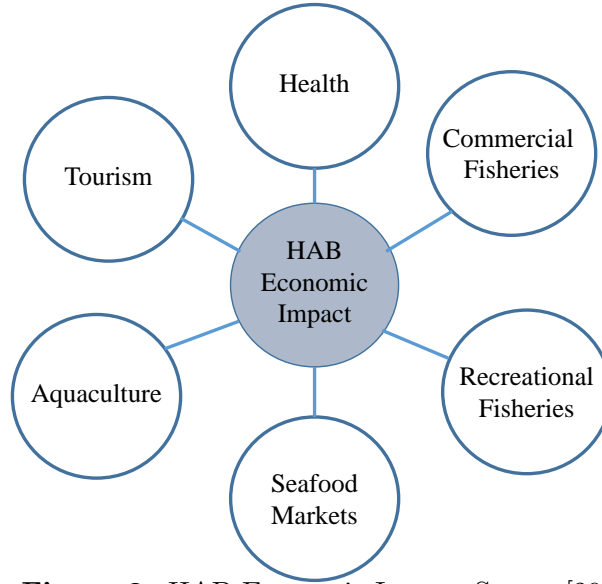 Health
Commercial
Fisheries
Tourism
HAB
Economic
Impact
Aquaculture
Recreational
Fisheries
Seafood
Markets